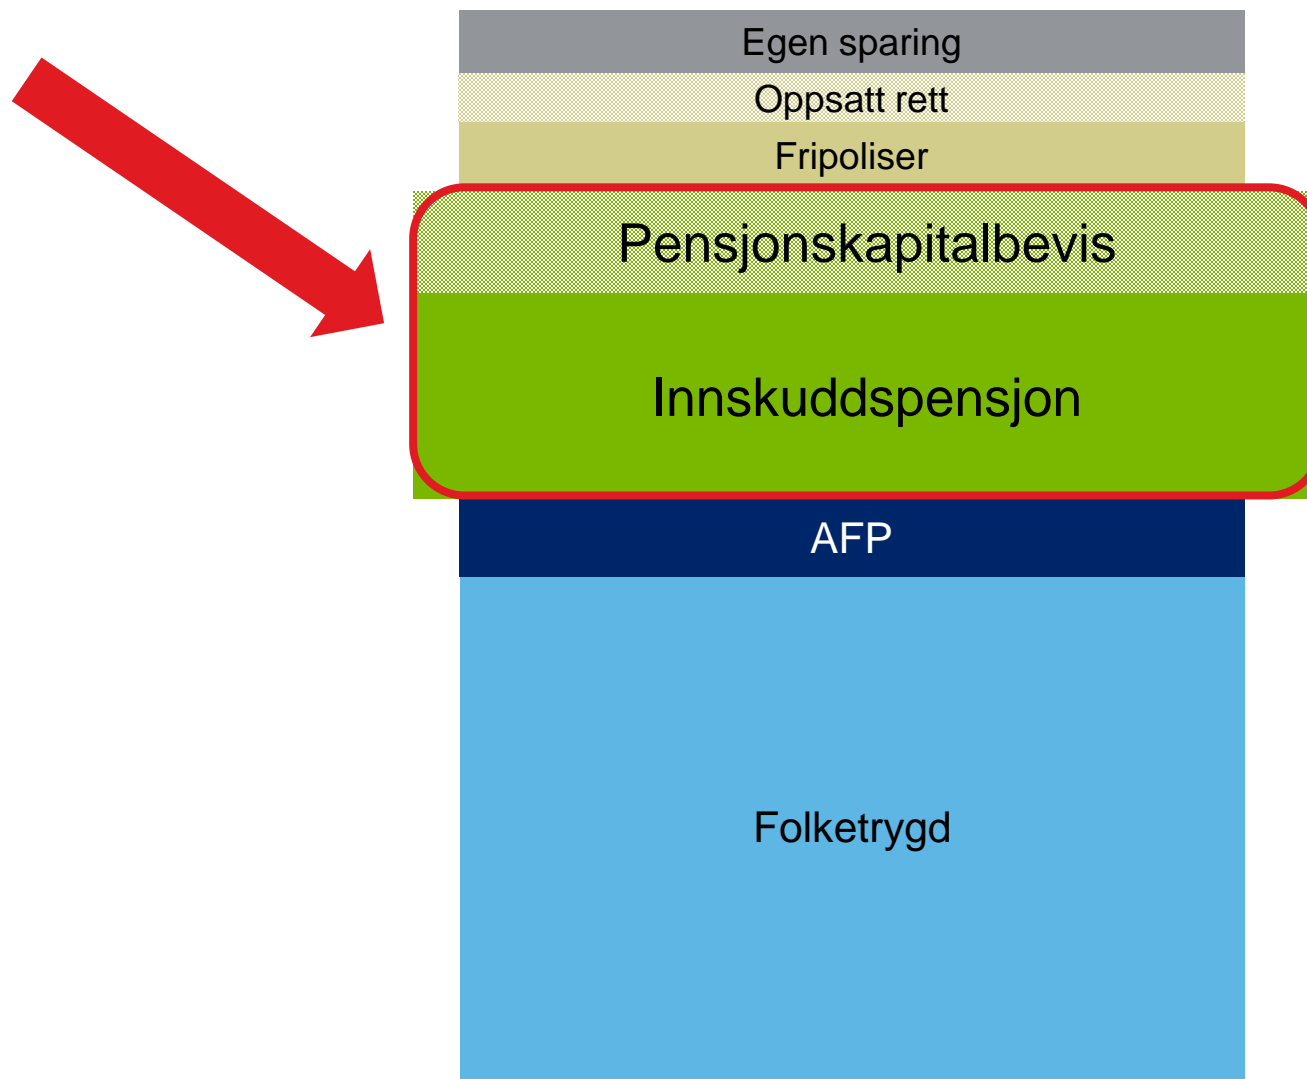 Egen sparing
Oppsatt rett
Fripoliser
Pensjonskapitalbevis
Innskuddspensjon
AFP
Folketrygd